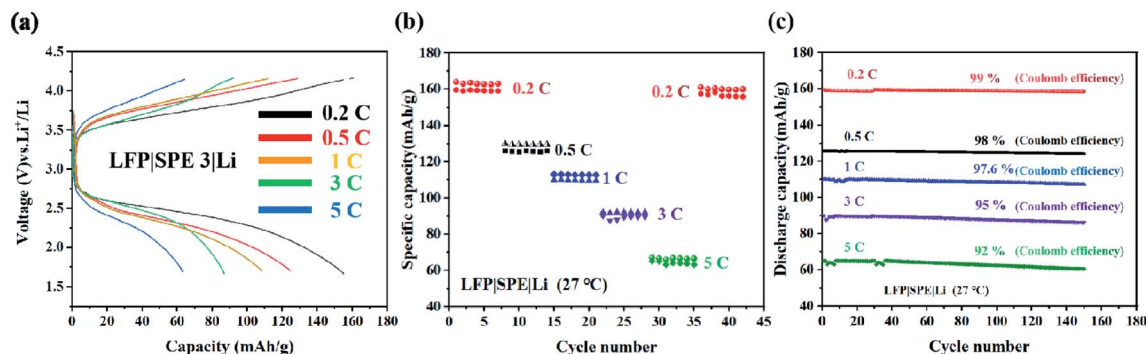 (a)
Voltage (V)vs.Li⁺/Li
4.5
4.0
3.5
3.0
2.5
2.0
1.5
0.2 C
0.5 C
1 C
3 C
5 C
LFP|SPE 3|Li
0 20 40 60 80 100 120 140 160 180
Capacity (mAh/g)
(b)
Specific capacity(mAh/g)
180
160
140
120
100
80
60
40
0.2 C
0.2 C
0.5 C
1 C
3 C
5 C
LFP|SPE|Li (27 ℃)
0 10 20 30 40
Cycle number
(c)
Discharge capacity(mAh/g)
180
160
140
120
100
80
60
40
0.2 C 99 % (Coulomb efficiency)
0.5 C 98 % (Coulomb efficiency)
1 C 97.6 % (Coulomb efficiency)
3 C 95 % (Coulomb efficiency)
5 C 92 % (Coulomb efficiency)
LFP|SPE|Li (27 ℃)
0 20 40 60 80 100 120 140 160 180
Cycle number